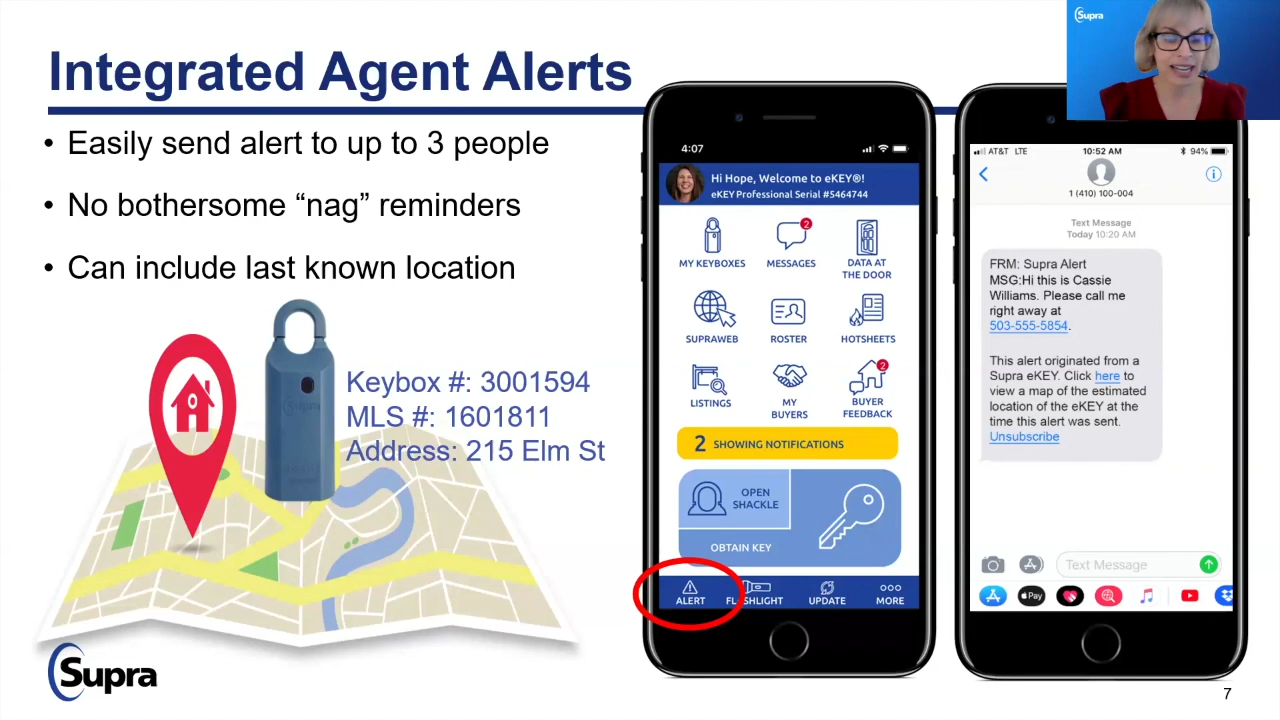 Integrated Agent Alerts
• Easily send alert to up to 3 people
• No bothersome “nag” reminders
• Can include last known location
Keybox #: 3001594
MLS #: 1601811
Address: 215 Elm St
Supra
Supra
4:07
Hi Hope, Welcome to eKEY®!
eKEY Professional Serial #5464744
MY KEYBOXES
2
MESSAGES
DATA AT
THE DOOR
SUPRAWEB
ROSTER
HOTSHEETS
LISTINGS
MY
BUYERS
2
BUYER
FEEDBACK
2 SHOWING NOTIFICATIONS
OPEN
SHACKLE
OBTAIN KEY
ALERT
FLASHLIGHT
UPDATE
MORE
Supra
AT&T LTE
10:52 AM
94%
1 (410) 100-004
Text Message
Today 10:20 AM
FRM: Supra Alert
MSG:Hi this is Cassie
Williams. Please call me
right away at
503-555-5854.
This alert originated from a
Supra eKEY. Click here to
view a map of the estimated
location of the eKEY at the
time this alert was sent.
Unsubscribe
Text Message
Pay
7